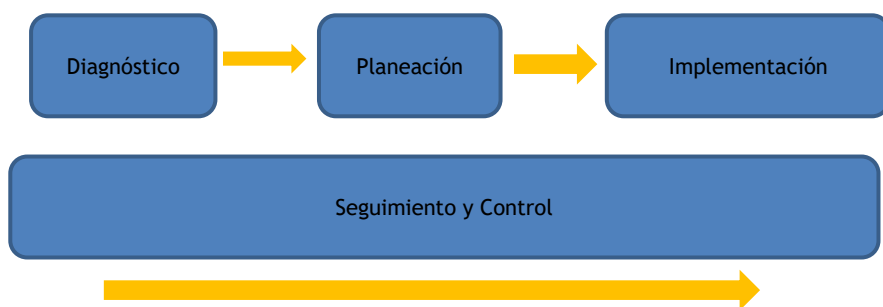 Diagnóstico
Planeación
Implementación
Seguimiento y Control